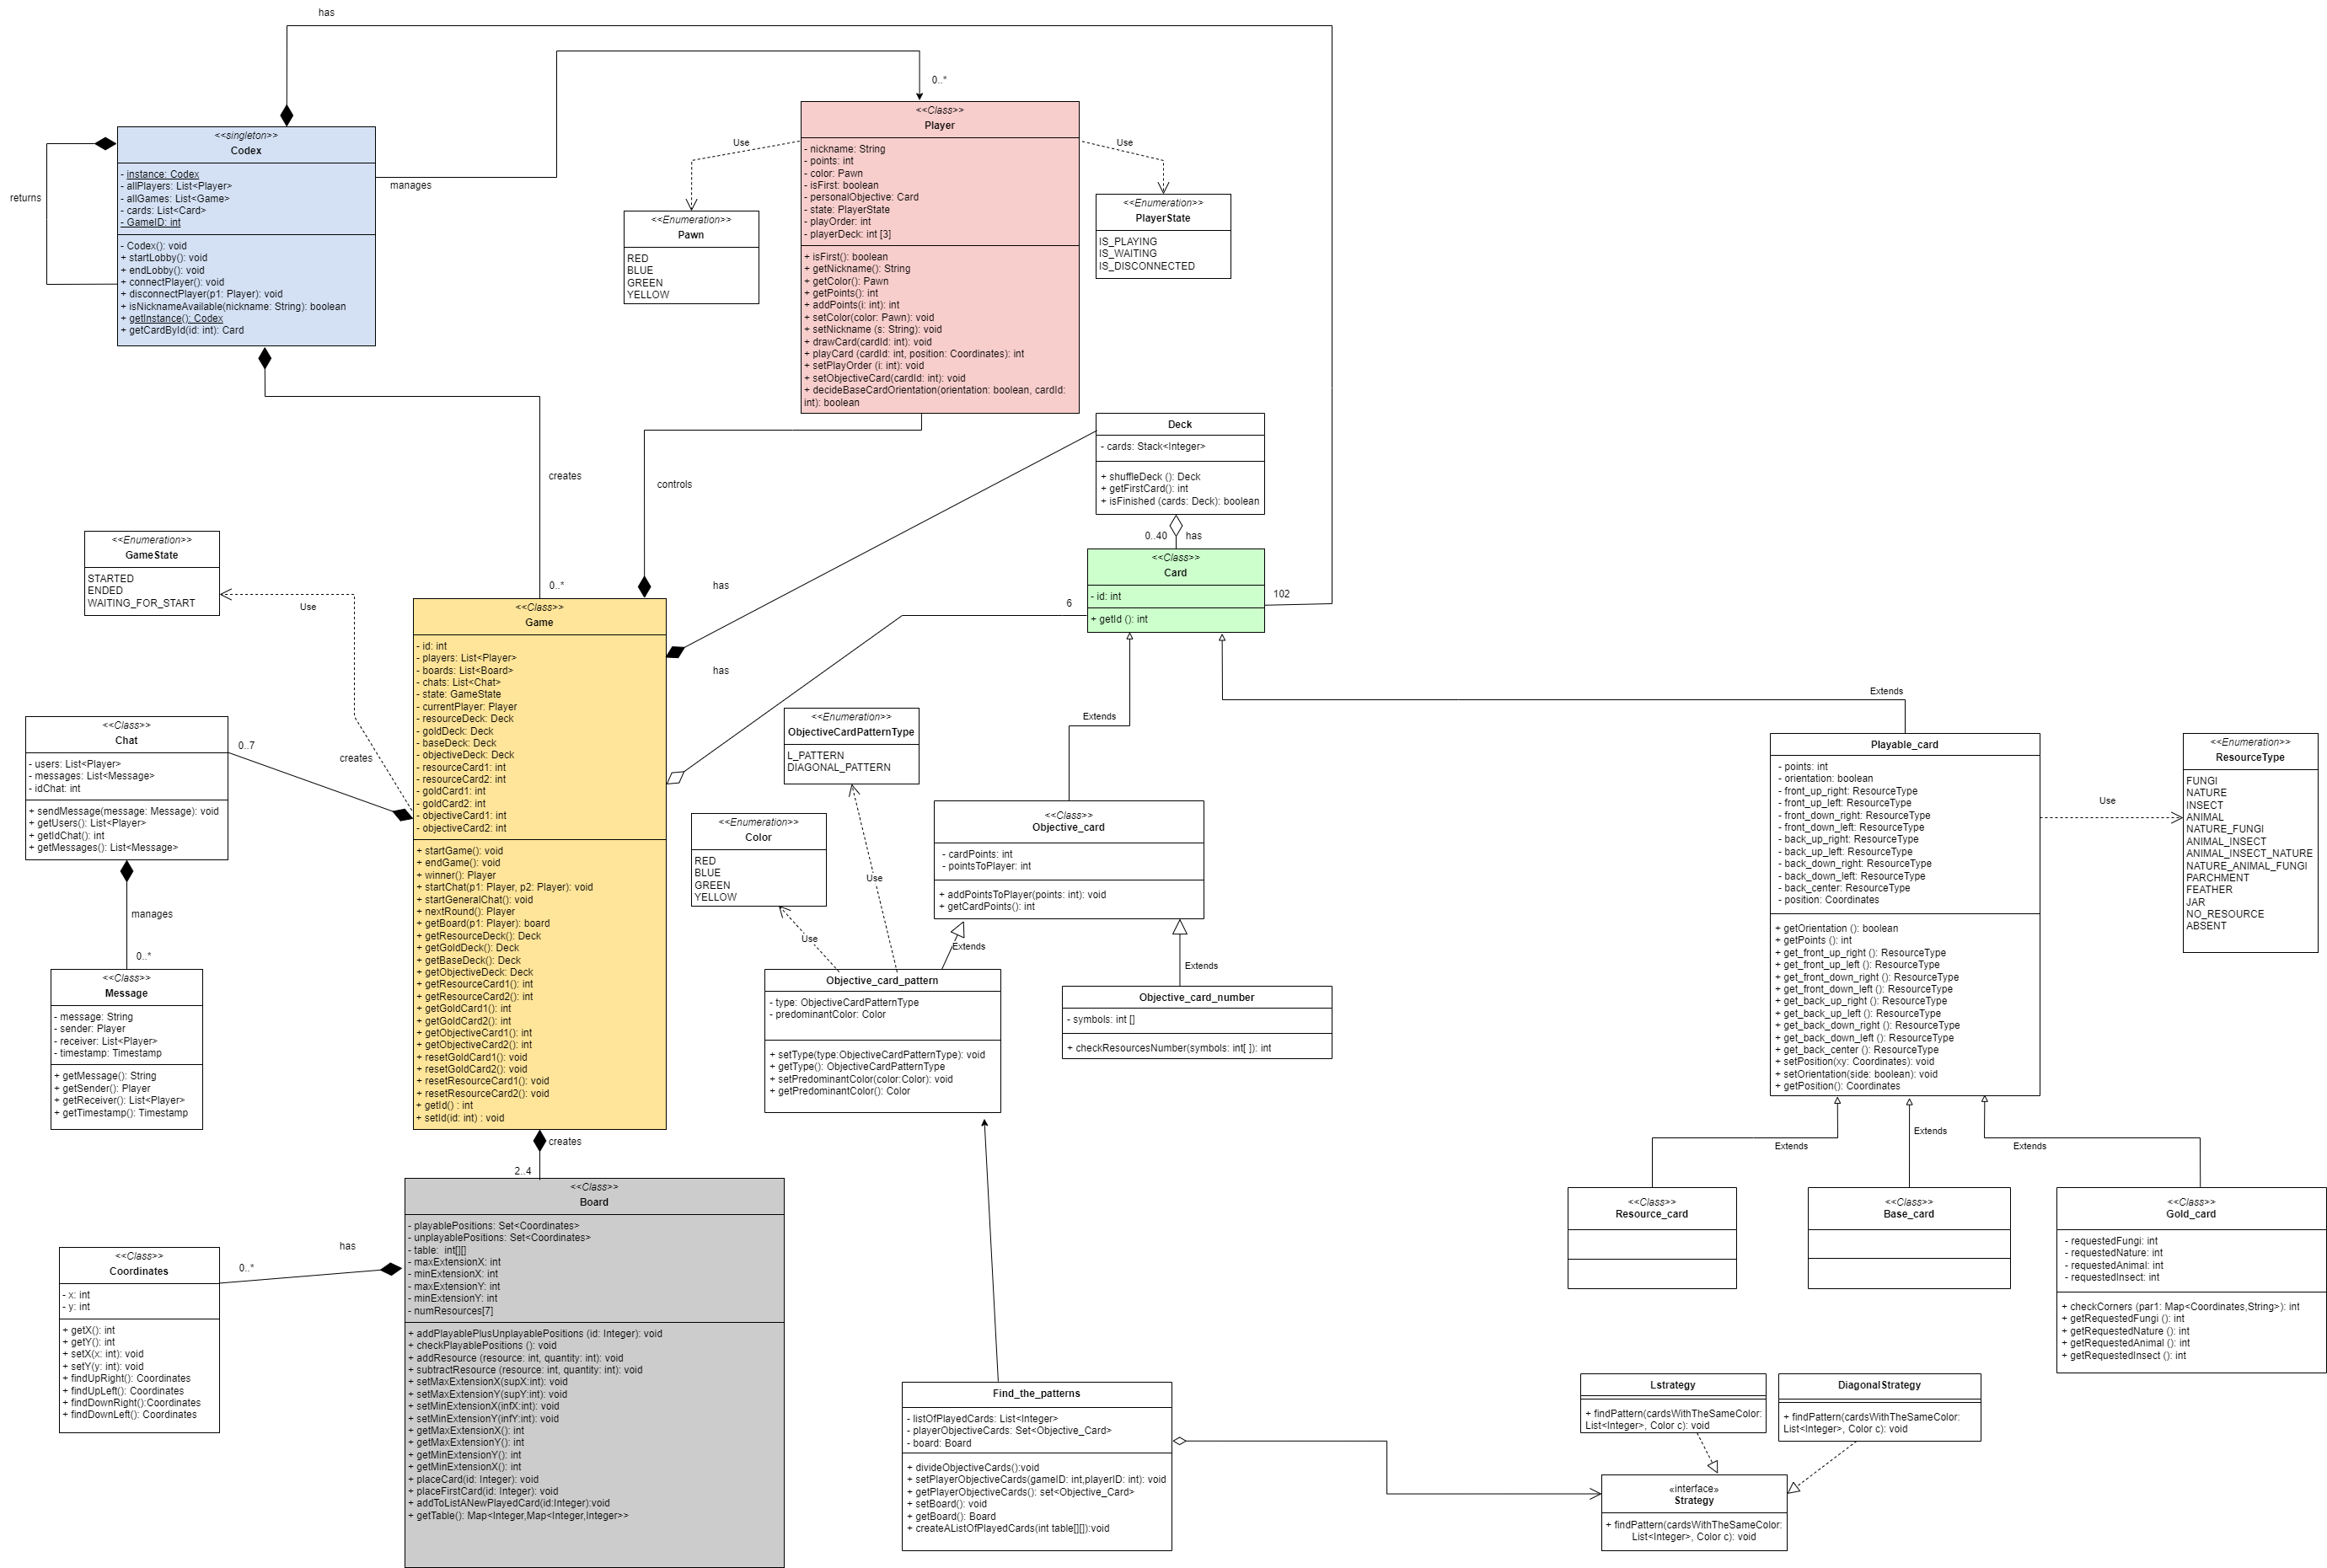 has
0..*
<<singleton>>
Codex
- instance: Codex
- allPlayers: List<Player>
- allGames: List<Game>
- cards: List<Card>
- GameID: int
- Codex(): void
+ startLobby(): void
+ endLobby(): void
+ connectPlayer(): void
+ disconnectPlayer(p1: Player): void
+ isNicknameAvailable(nickname: String): boolean
+ getInstance(): Codex
+ getCardById(id: int): Card
returns
manages
<<Class>>
Player
- nickname: String
- points: int
- color: Pawn
- isFirst: boolean
- personalObjective: Card
- state: PlayerState
- playOrder: int
- playerDeck: int [3]
+ isFirst(): boolean
+ getNickname(): String
+ getColor(): Pawn
+ getPoints(): int
+ addPoints(i: int): int
+ setColor(color: Pawn): void
+ setNickname (s: String): void
+ drawCard(cardId: int): void
+ playCard (cardId: int, position: Coordinates): int
+ setPlayOrder (i: int): void
+ setObjectiveCard(cardId: int): void
+ decideBaseCardOrientation(orientation: boolean, cardId:
int): boolean
Use
Use
<<Enumeration>>
Pawn
RED
BLUE
GREEN
YELLOW
<<Enumeration>>
PlayerState
IS_PLAYING
IS_WAITING
IS_DISCONNECTED
Deck
- cards: Stack<Integer>
+ shuffleDeck (): Deck
+ getFirstCard(): int
+ isFinished (cards: Deck): boolean
creates
controls
0..40
has
<<Class>>
Card
- id: int
+ getId (): int
102
6
has
has
0..*
<<Enumeration>>
GameState
STARTED
ENDED
WAITING_FOR_START
Use
<<Class>>
Game
- id: int
- players: List<Player>
- boards: List<Board>
- chats: List<Chat>
- state: GameState
- currentPlayer: Player
- resourceDeck: Deck
- goldDeck: Deck
- baseDeck: Deck
- objectiveDeck: Deck
- resourceCard1: int
- resourceCard2: int
- goldCard1: int
- goldCard2: int
- objectiveCard1: int
- objectiveCard2: int
+ startGame(): void
+ endGame(): void
+ winner(): Player
+ startChat(p1: Player, p2: Player): void
+ startGeneralChat(): void
+ nextRound(): Player
+ getBoard(p1: Player): board
+ getResourceDeck(): Deck
+ getGoldDeck(): Deck
+ getBaseDeck(): Deck
+ getObjectiveDeck: Deck
+ getResourceCard1(): int
+ getResourceCard2(): int
+ getGoldCard1(): int
+ getGoldCard2(): int
+ getObjectiveCard1(): int
+ getObjectiveCard2(): int
+ resetGoldCard1(): void
+ resetGoldCard2(): void
+ resetResourceCard1(): void
+ resetResourceCard2(): void
+ getId() : int
+ setId(id: int) : void
<<Class>>
Chat
- users: List<Player>
- messages: List<Message>
- idChat: int
+ sendMessage(message: Message): void
+ getUsers(): List<Player>
+ getIdChat(): int
+ getMessages(): List<Message>
0..7
creates
manages
0..*
<<Class>>
Message
- message: String
- sender: Player
- receiver: List<Player>
- timestamp: Timestamp
+ getMessage(): String
+ getSender(): Player
+ getReceiver(): List<Player>
+ getTimestamp(): Timestamp
<<Enumeration>>
ObjectiveCardPatternType
L_PATTERN
DIAGONAL_PATTERN
<<Enumeration>>
Color
RED
BLUE
GREEN
YELLOW
Use
Use
Extends
<<Class>>
Objective_card
- cardPoints: int
- pointsToPlayer: int
+ addPointsToPlayer(points: int): void
+ getCardPoints(): int
Extends
Extends
Objective_card_pattern
- type: ObjectiveCardPatternType
- predominantColor: Color
+ setType(type:ObjectiveCardPatternType): void
+ getType(): ObjectiveCardPatternType
+ setPredominantColor(color:Color): void
+ getPredominantColor(): Color
Objective_card_number
- symbols: int []
+ checkResourcesNumber(symbols: int[ ]): int
Extends
Playable_card
- points: int
- orientation: boolean
- front_up_right: ResourceType
- front_up_left: ResourceType
- front_down_right: ResourceType
- front_down_left: ResourceType
- back_up_right: ResourceType
- back_up_left: ResourceType
- back_down_right: ResourceType
- back_down_left: ResourceType
- back_center: ResourceType
- position: Coordinates
+ getOrientation (): boolean
+ getPoints (): int
+ get_front_up_right (): ResourceType
+ get_front_up_left (): ResourceType
+ get_front_down_right (): ResourceType
+ get_front_down_left (): ResourceType
+ get_back_up_right (): ResourceType
+ get_back_up_left (): ResourceType
+ get_back_down_right (): ResourceType
+ get_back_down_left (): ResourceType
+ get_back_center (): ResourceType
+ setPosition(xy: Coordinates): void
+ setOrientation(side: boolean): void
+ getPosition(): Coordinates
Use
<<Enumeration>>
ResourceType
FUNGI
NATURE
INSECT
ANIMAL
NATURE_FUNGI
ANIMAL_INSECT
ANIMAL_INSECT_NATURE
NATURE_ANIMAL_FUNGI
PARCHMENT
FEATHER
JAR
NO_RESOURCE
ABSENT
Extends
Extends
Extends
<<Class>>
Resource_card
<<Class>>
Base_card
<<Class>>
Gold_card
- requestedFungi: int
- requestedNature: int
- requestedAnimal: int
- requestedInsect: int
+ checkCorners (par1: Map<Coordinates,String>): int
+ getRequestedFungi (): int
+ getRequestedNature (): int
+ getRequestedAnimal (): int
+ getRequestedInsect (): int
creates
2..4
<<Class>>
Board
- playablePositions: Set<Coordinates>
- unplayablePositions: Set<Coordinates>
- table:  int[][]
- maxExtensionX: int
- minExtensionX: int
- maxExtensionY: int
- minExtensionY: int
- numResources[7]
+ addPlayablePlusUnplayablePositions (id: Integer): void
+ checkPlayablePositions (): void
+ addResource (resource: int, quantity: int): void
+ subtractResource (resource: int, quantity: int): void
+ setMaxExtensionX(supX:int): void
+ setMaxExtensionY(supY:int): void
+ setMinExtensionX(infX:int): void
+ setMinExtensionY(infY:int): void
+ getMaxExtensionX(): int
+ getMaxExtensionY(): int
+ getMinExtensionY(): int
+ getMinExtensionX(): int
+ placeCard(id: Integer): void
+ placeFirstCard(id: Integer): void
+ addToListANewPlayedCard(id:Integer):void
+ getTable(): Map<Integer,Map<Integer,Integer>>
has
0..*
<<Class>>
Coordinates
- x: int
- y: int
+ getX(): int
+ getY(): int
+ setX(x: int): void
+ setY(y: int): void
+ findUpRight(): Coordinates
+ findUpLeft(): Coordinates
+ findDownRight():Coordinates
+ findDownLeft(): Coordinates
Find_the_patterns
- listOfPlayedCards: List<Integer>
- playerObjectiveCards: Set<Objective_Card>
- board: Board
+ divideObjectiveCards():void
+ setPlayerObjectiveCards(gameID: int,playerID: int): void
+ getPlayerObjectiveCards(): set<Objective_Card>
+ setBoard(): void
+ getBoard(): Board
+ createAListOfPlayedCards(int table[][]):void
Lstrategy
+ findPattern(cardsWithTheSameColor:
List<Integer>, Color c): void
DiagonalStrategy
+ findPattern(cardsWithTheSameColor:
List<Integer>, Color c): void
«interface»
Strategy
+ findPattern(cardsWithTheSameColor:
List<Integer>, Color c): void